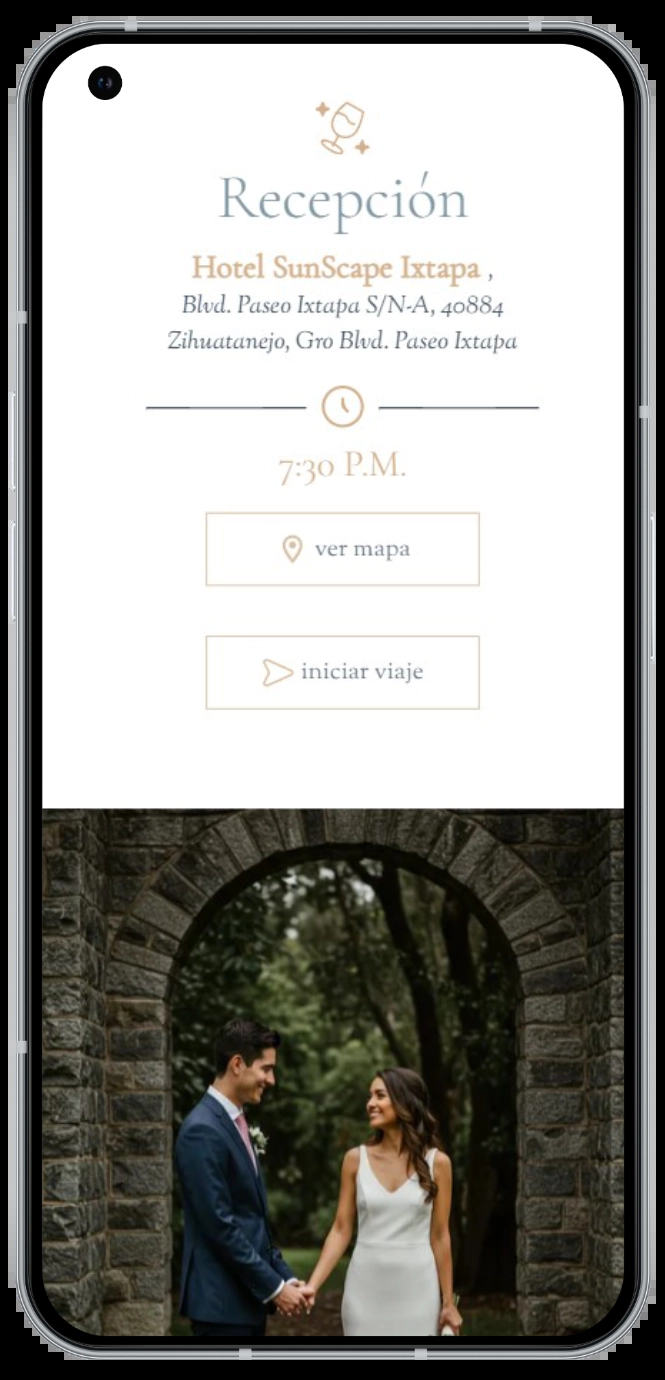 Recepción
Hotel SunScape Ixtapa ,
Blvd. Paseo Ixtapa S/N-A, 40884
Zihuatanejo, Gro Blvd. Paseo Ixtapa
7:30 P.M.
ver mapa
iniciar viaje